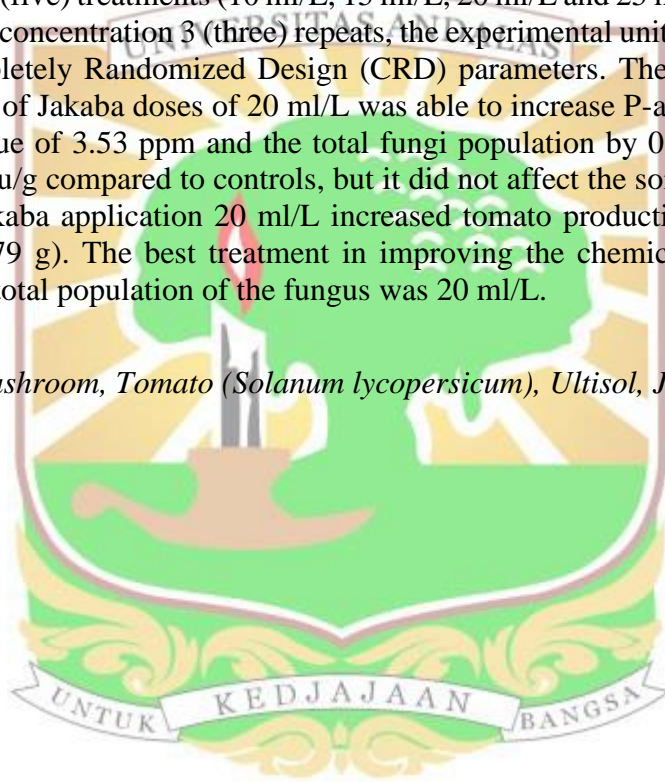 (five) treatments (10 ml/L, 15 ml/L, 20 ml/L and 25 m
concentration 3 (three) repeats, the experimental unit
UNIVERSITAS ANDALAS
pletely Randomized Design (CRD) parameters. The
of Jakaba doses of 20 ml/L was able to increase P-a
ue of 3.53 ppm and the total fungi population by 0
u/g compared to controls, but it did not affect the so
kaba application 20 ml/L increased tomato producti
79 g). The best treatment in improving the chemic
total population of the fungus was 20 ml/L.
ushroom, Tomato (Solanum lycopersicum), Ultisol, J
UNTUK KEDJAJAAN BANGSA